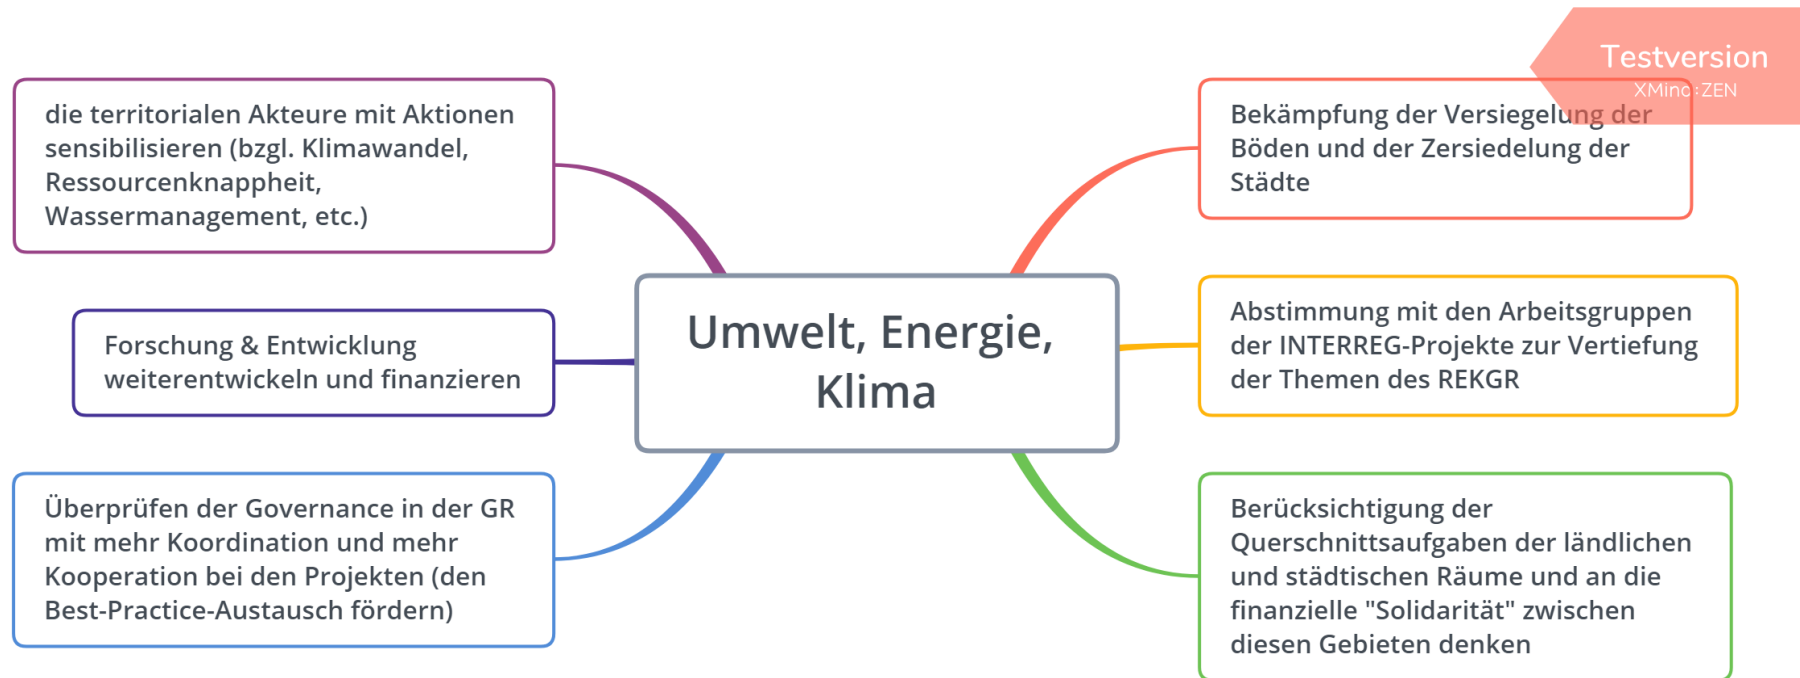 Testversion
XMind:ZEN
die territorialen Akteure mit Aktionen
sensibilisieren (bzgl. Klimawandel,
Ressourcenknappheit,
Wassermanagement, etc.)
Forschung & Entwicklung
weiterentwickeln und finanzieren
Überprüfen der Governance in der GR
mit mehr Koordination und mehr
Kooperation bei den Projekten (den
Best-Practice-Austausch fördern)
Umwelt, Energie,
Klima
Bekämpfung der Versiegelung der
Böden und der Zersiedelung der
Städte
Abstimmung mit den Arbeitsgruppen
der INTERREG-Projekte zur Vertiefung
der Themen des REKGR
Berücksichtigung der
Querschnittsaufgaben der ländlichen
und städtischen Räume und an die
finanzielle "Solidarität" zwischen
diesen Gebieten denken